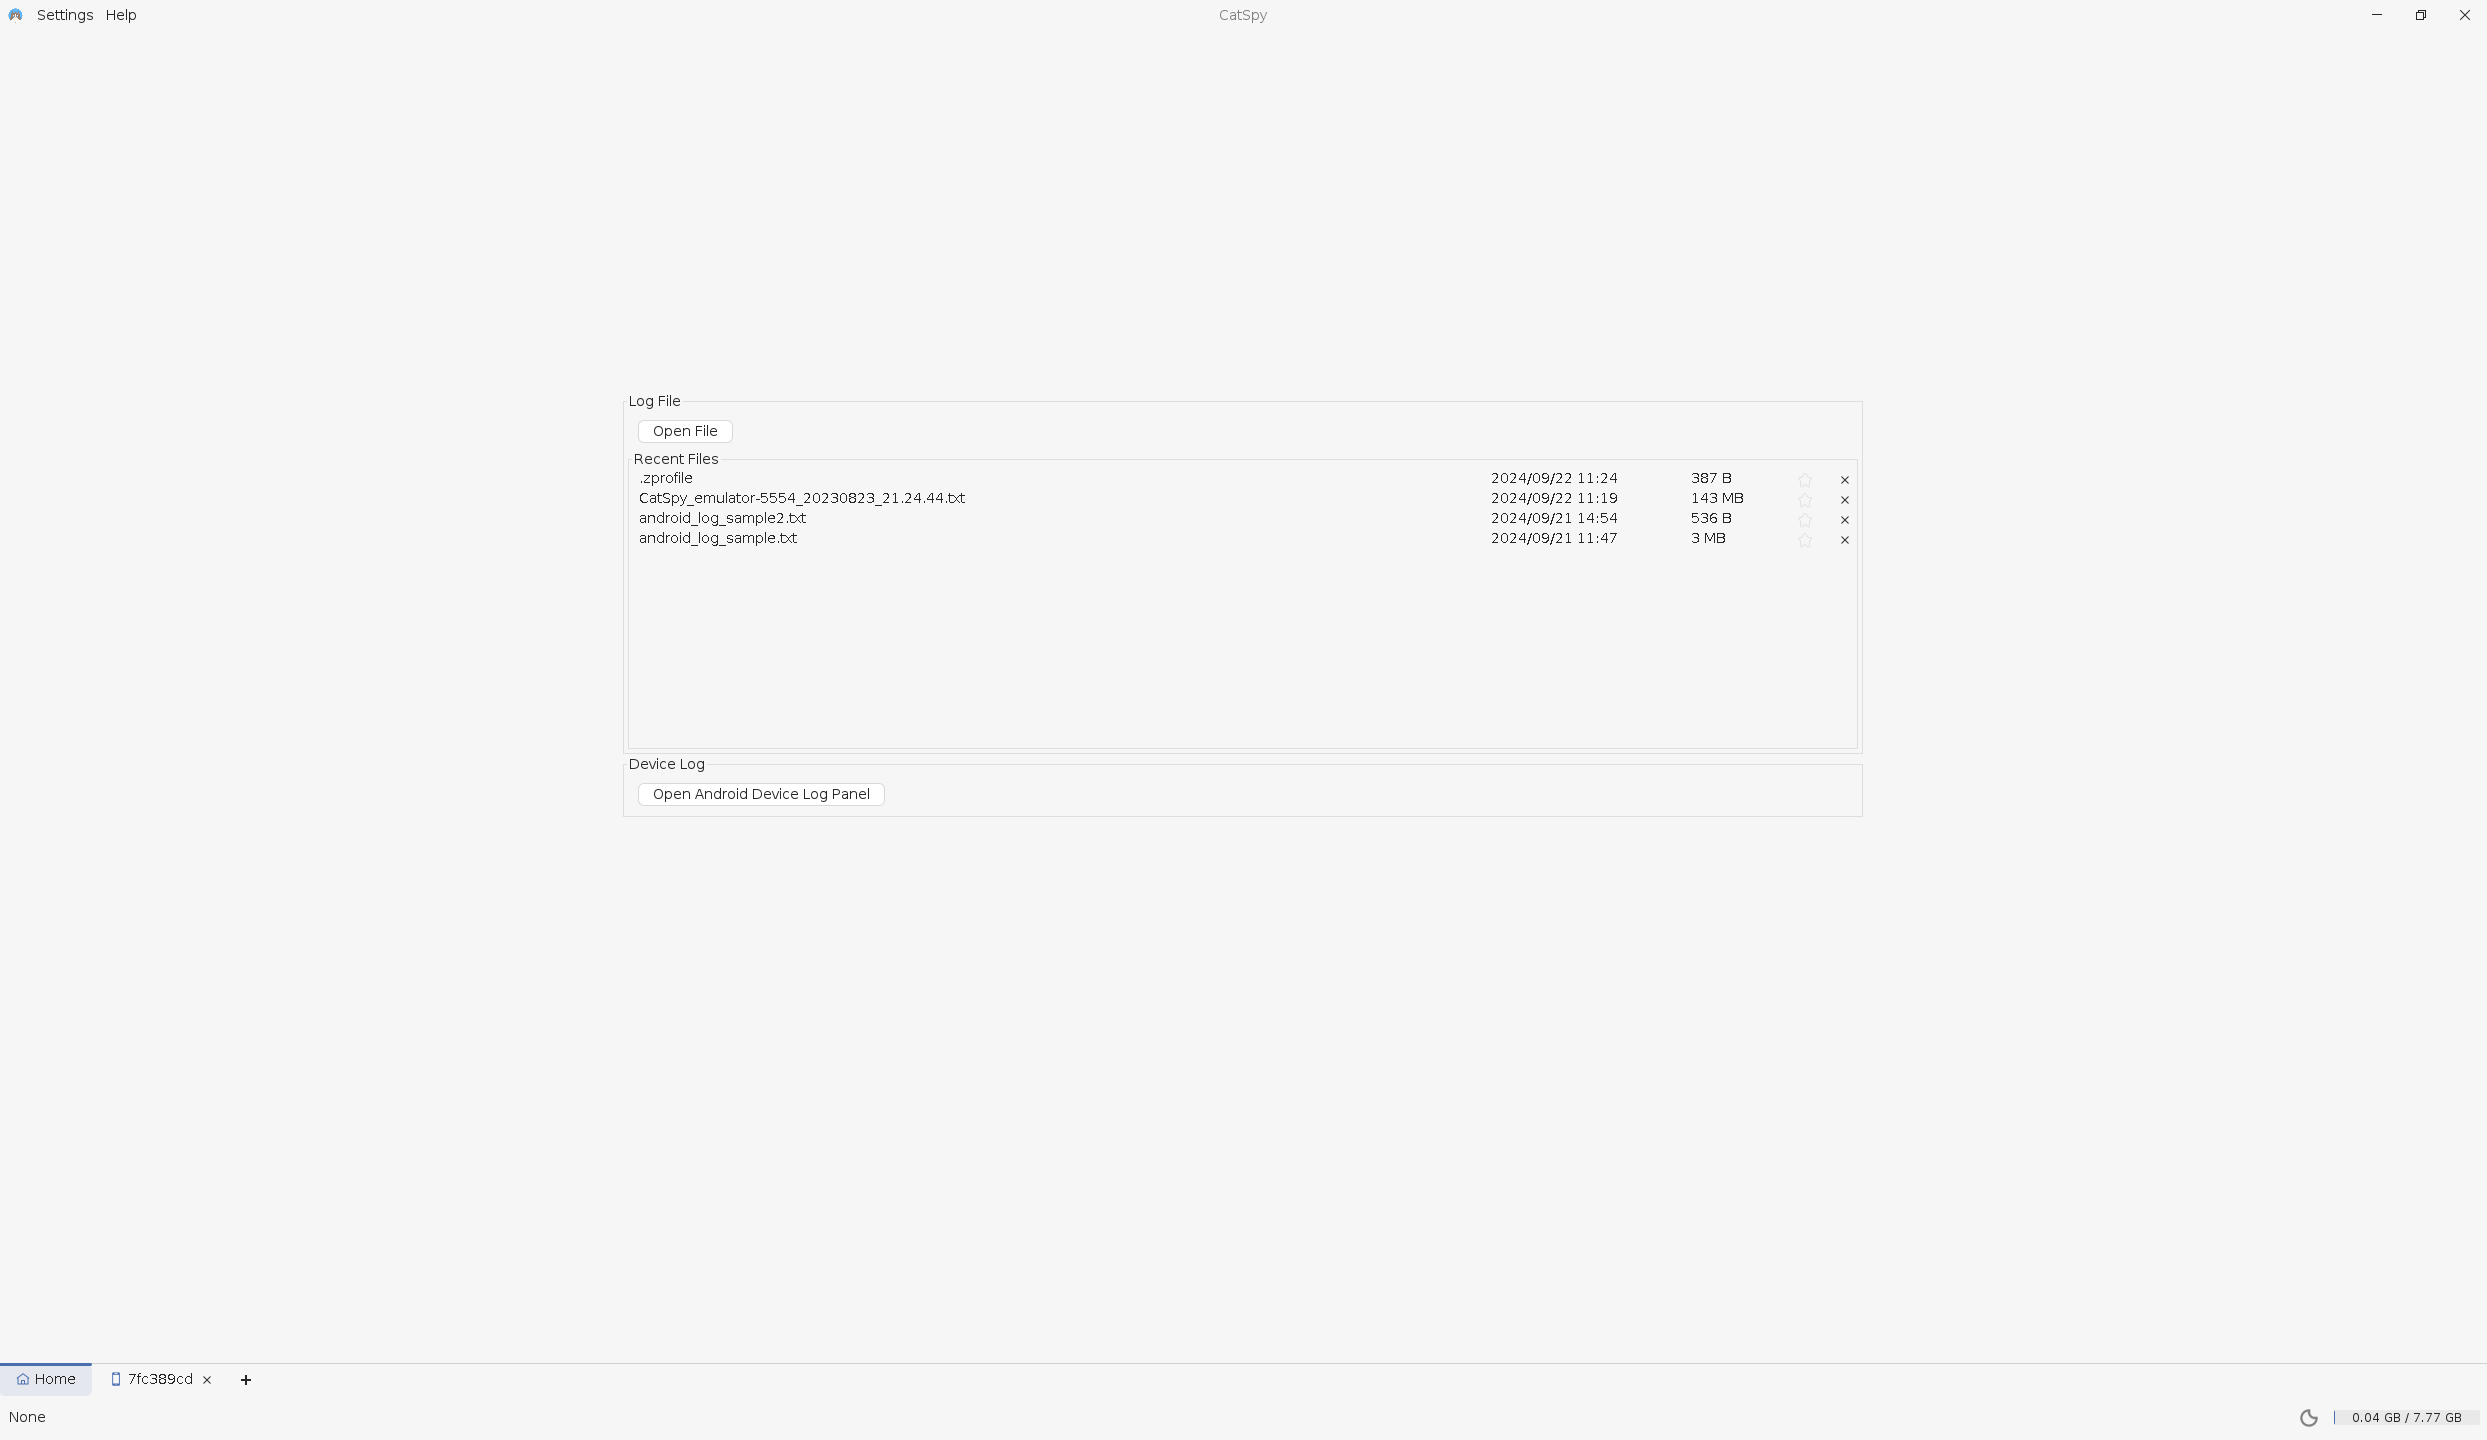 Settings Help CatSpy
Log File
Open File
Recent Files
.zprofile 2024/09/22 11:24 387 B
CatSpy_emulator-5554_20230823_21.24.44.txt 2024/09/22 11:19 143 MB
android_log_sample2.txt 2024/09/21 14:54 536 B
android_log_sample.txt 2024/09/21 11:47 3 MB
Device Log
Open Android Device Log Panel
Home 7fc389cd
None 0.04 GB / 7.77 GB